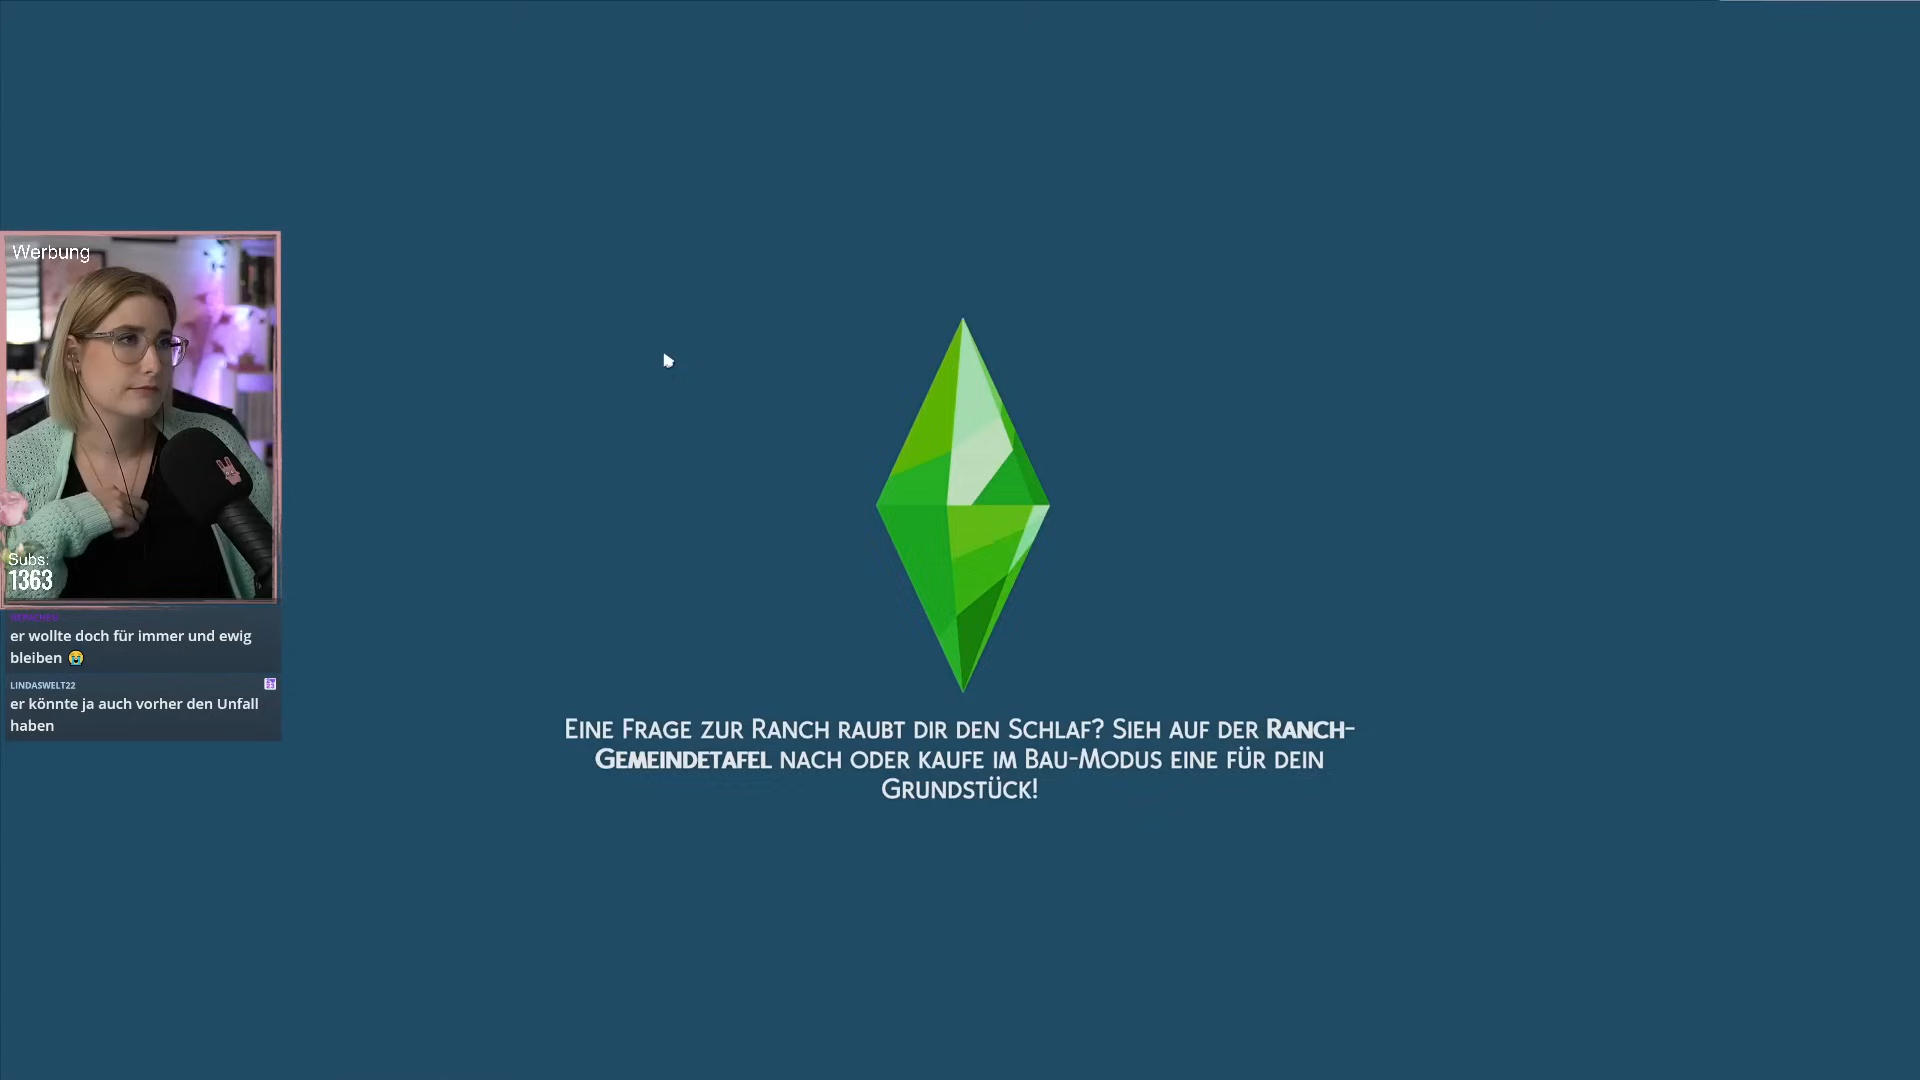 Werbung
Subs:
1363
er wollte doch für immer und ewig
bleiben 😭
LINDASWELT22
er könnte ja auch vorher den Unfall
haben
EINE FRAGE ZUR RANCH RAUBT DIR DEN SCHLAF? SIEH AUF DER RANCH-
GEMEINDETAFEL NACH ODER KAUFE IM BAU-MODUS EINE FÜR DEIN
GRUNDSTÜCK!